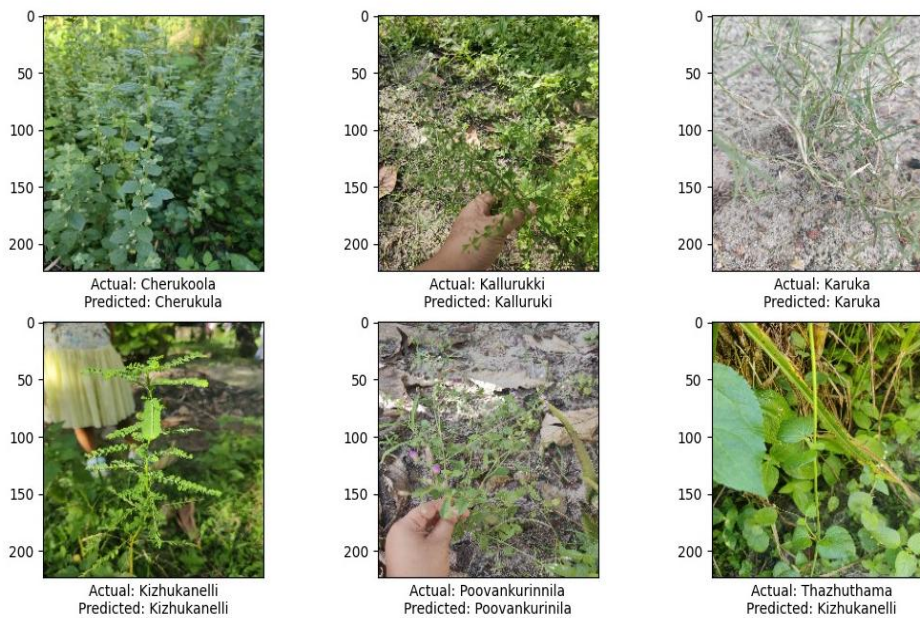 0
50
100
150
200
Actual: Cherukoola
Predicted: Cherukula
0
50
100
150
200
Actual: Kallurukki
Predicted: Kalluruki
0
50
100
150
200
Actual: Karuka
Predicted: Karuka
0
50
100
150
200
Actual: Kizhukanelli
Predicted: Kizhukanelli
0
50
100
150
200
Actual: Poovankurinnila
Predicted: Poovankurinila
0
50
100
150
200
Actual: Thazhuthama
Predicted: Kizhukanelli